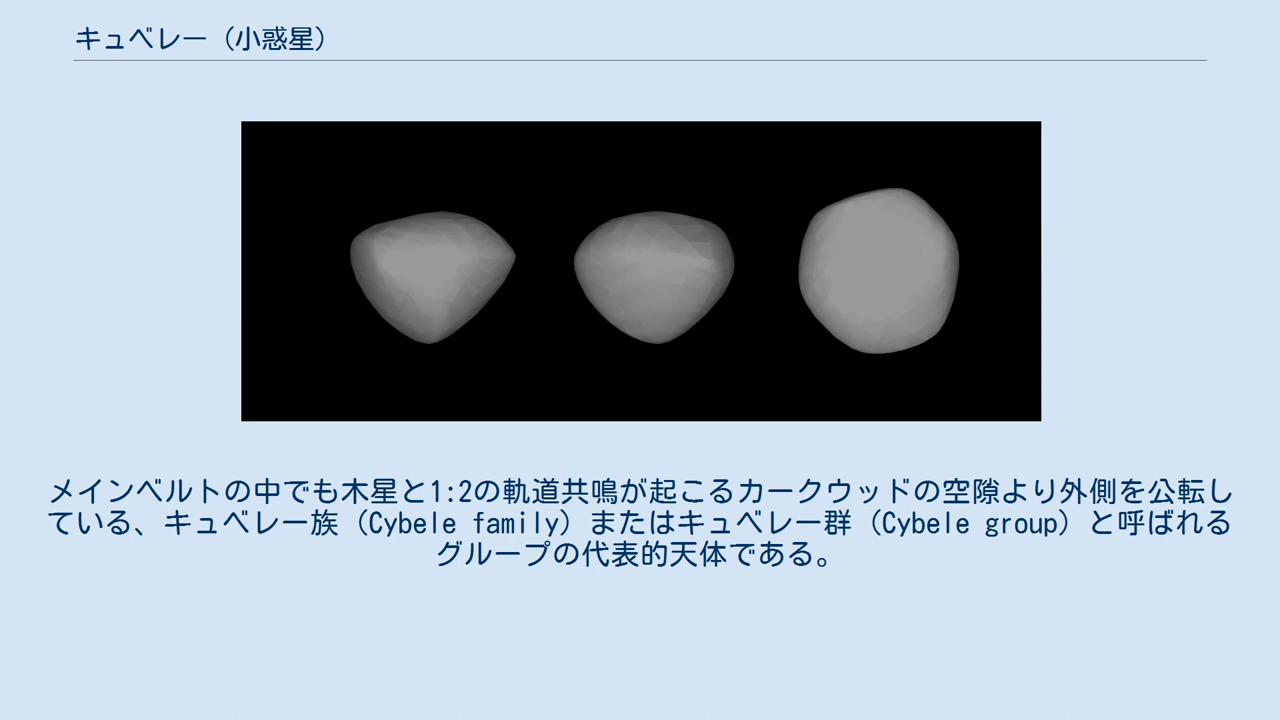 キュベレー（小惑星）
メインベルトの中でも木星と1:2の軌道共鳴が起こるカークウッドの空隙より外側を公転し
ている、キュベレー族（Cybele family）またはキュベレー群（Cybele group）と呼ばれる
グループの代表的天体である。